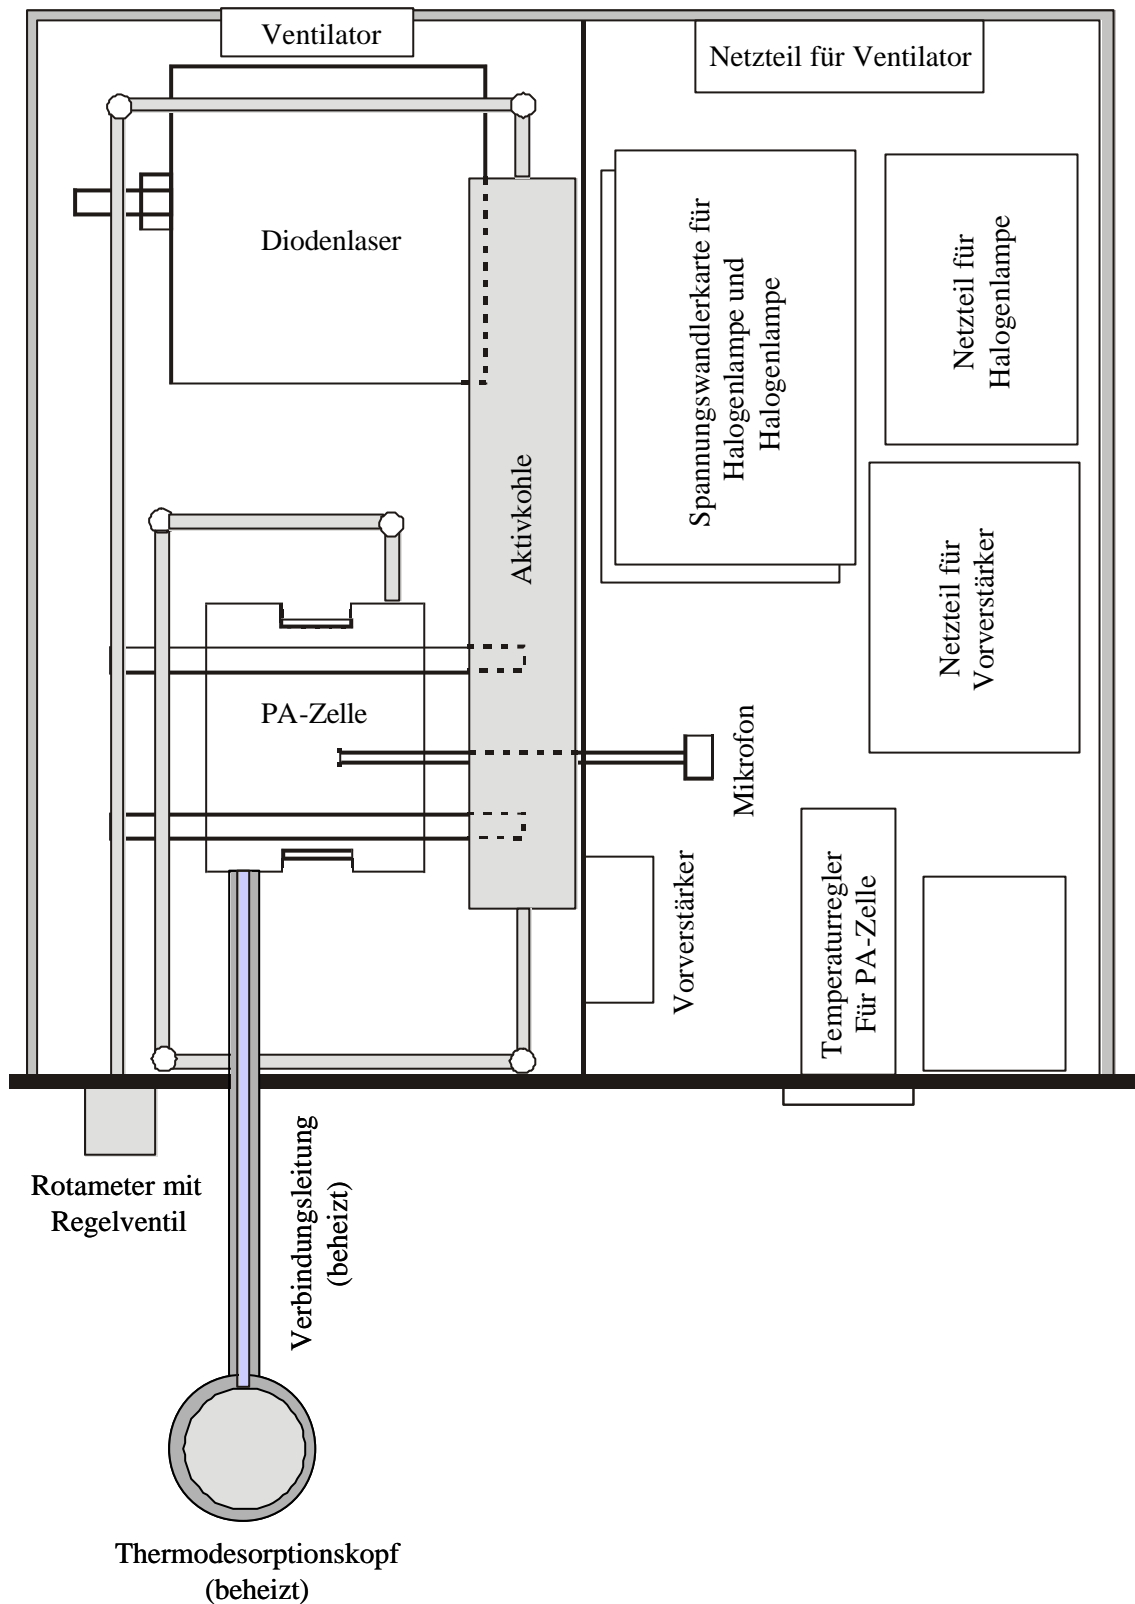 Ventilator
Netzteil für Ventilator
Diodenlaser
Spannungswandlerkarte für
Halogenlampe und
Halogenlampe
Netzteil für
Halogenlampe
Aktivkohle
Netzteil für
Vorverstärker
PA-Zelle
Mikrofon
Vorverstärker
Temperaturregler
Für PA-Zelle
Rotameter mit
Regelventil
Verbindungsleitung
(beheizt)
Thermodesorptionskopf
(beheizt)